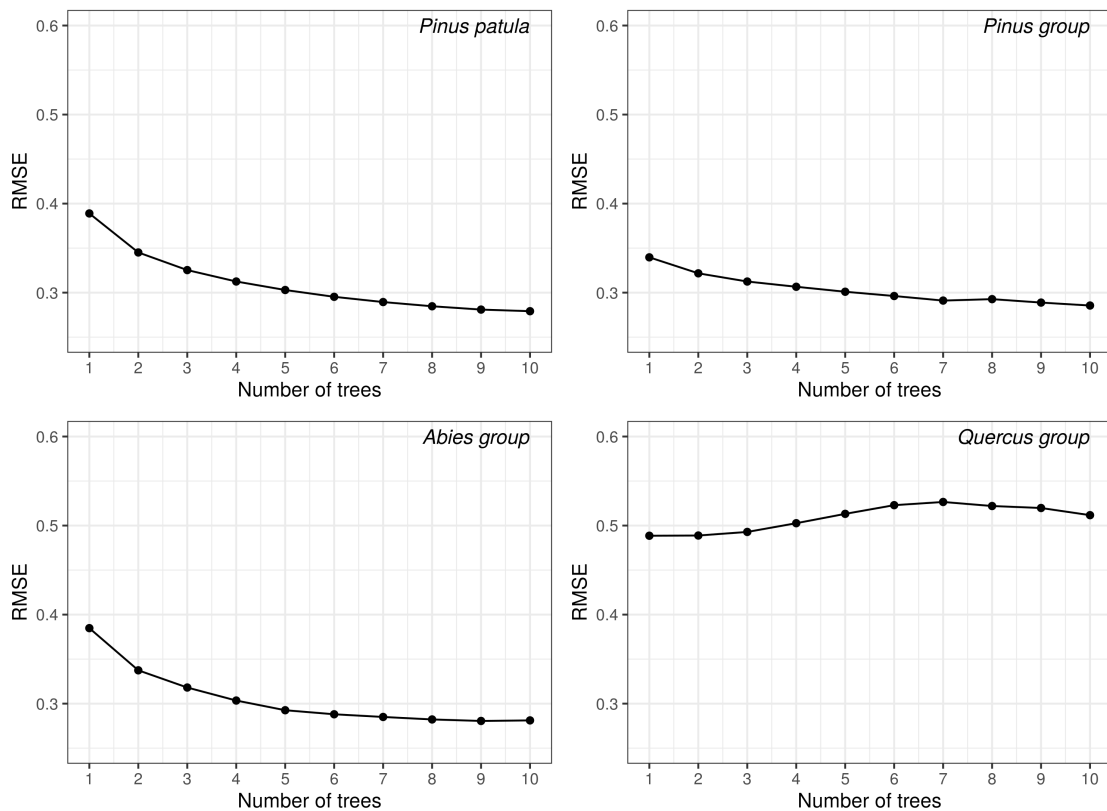 Pinus patula
RMSE
0.6
0.5
0.4
0.3
1 2 3 4 5 6 7 8 9 10
Number of trees
Pinus group
RMSE
0.6
0.5
0.4
0.3
1 2 3 4 5 6 7 8 9 10
Number of trees
Abies group
RMSE
0.6
0.5
0.4
0.3
1 2 3 4 5 6 7 8 9 10
Number of trees
Quercus group
RMSE
0.6
0.5
0.4
0.3
1 2 3 4 5 6 7 8 9 10
Number of trees